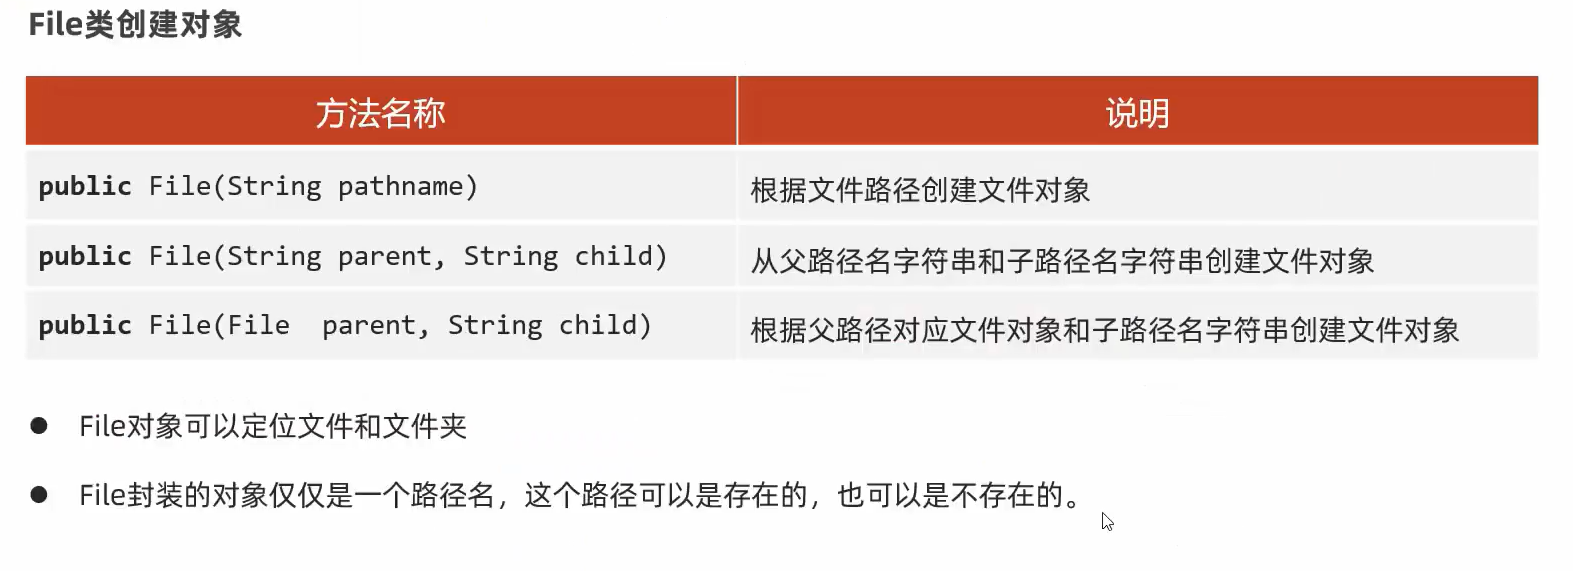 File类创建对象
方法名称 说明
public File(String pathname) 根据文件路径创建文件对象
public File(String parent, String child) 从父路径名字符串和子路径名字符串创建文件对象
public File(File  parent, String child) 根据父路径对应文件对象和子路径名字符串创建文件对象
● File对象可以定位文件和文件夹
● File封装的对象仅仅是一个路径名，这个路径可以是存在的，也可以是不存在的。